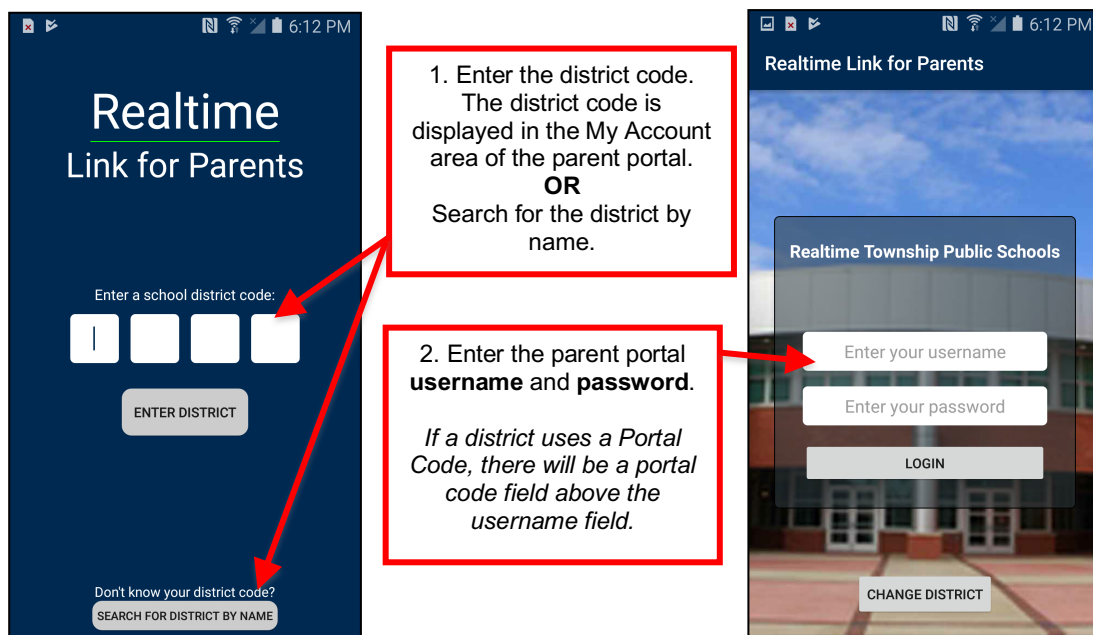 6:12 PM
Realtime
Link for Parents
Enter a school district code:
ENTER DISTRICT
Don't know your district code?
SEARCH FOR DISTRICT BY NAME
1. Enter the district code.
The district code is
displayed in the My Account
area of the parent portal.
OR
Search for the district by
name.
2. Enter the parent portal
username and password.
If a district uses a Portal
Code, there will be a portal
code field above the
username field.
6:12 PM
Realtime Link for Parents
Realtime Township Public Schools
Enter your username
Enter your password
LOGIN
CHANGE DISTRICT